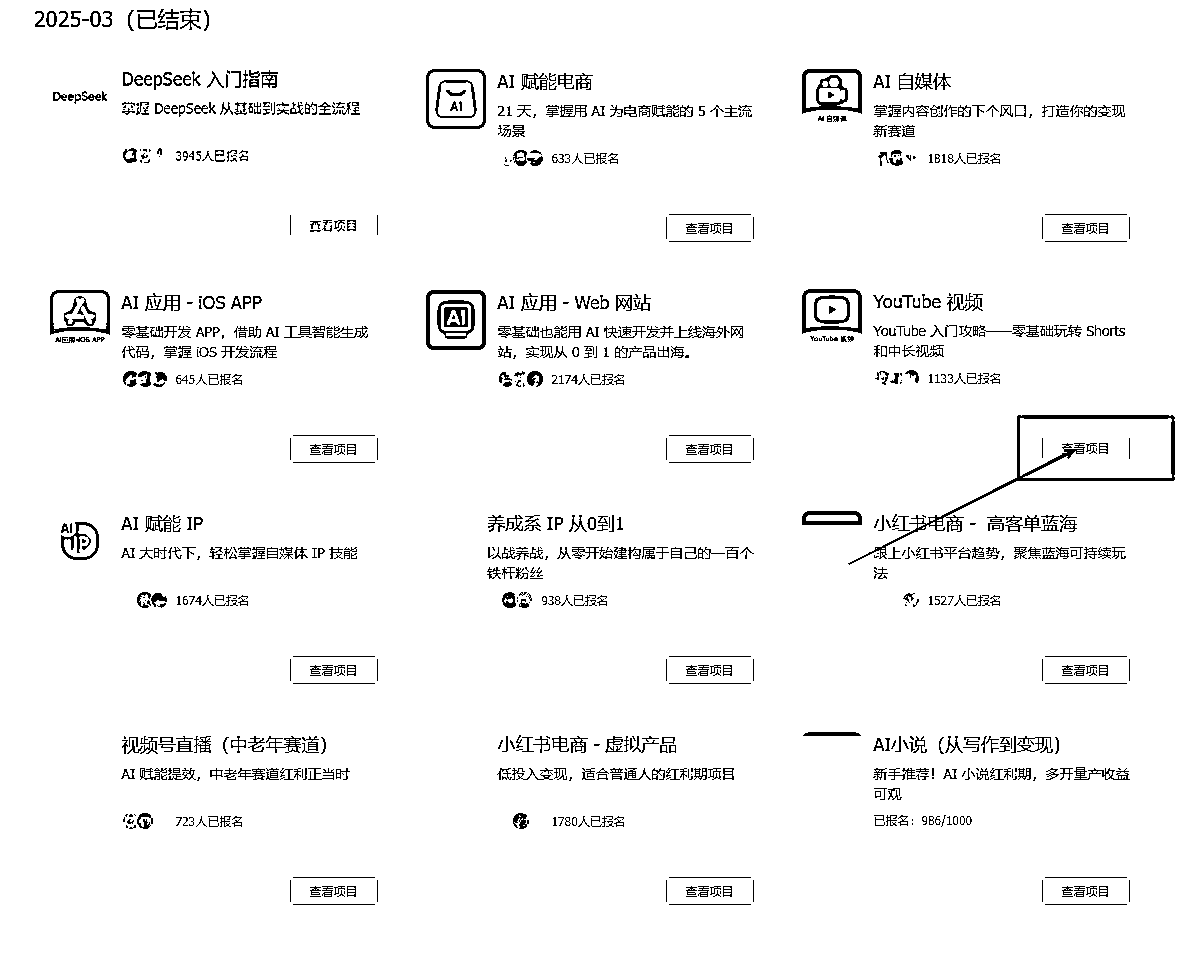 2025-03（已结束）
DeepSeek
DeepSeek 入门指南
掌握 DeepSeek 从基础到实战的全流程
3945人已报名
查看项目
AI
AI 赋能电商
21 天，掌握用 AI 为电商赋能的 5 个主流
场景
633人已报名
查看项目
AI 自媒体
AI 自媒体
掌握内容创作的下个风口，打造你的变现
新赛道
1818人已报名
查看项目
AI应用-iOS APP
AI 应用 - iOS APP
零基础开发 APP，借助 AI 工具智能生成
代码，掌握 iOS 开发流程
645人已报名
查看项目
AI
AI 应用 - Web 网站
零基础也能用 AI 快速开发并上线海外网
站，实现从 0 到 1 的产品出海。
2174人已报名
查看项目
YouTube 视频
YouTube 视频
YouTube 入门攻略——零基础玩转 Shorts
和中长视频
1133人已报名
查看项目
AI
IP
AI 赋能 IP
AI 大时代下，轻松掌握自媒体 IP 技能
1674人已报名
查看项目
养成系 IP 从0到1
以战养战，从零开始建构属于自己的一百个
铁杆粉丝
938人已报名
查看项目
小红书电商 - 高客单蓝海
跟上小红书平台趋势，聚焦蓝海可持续玩
法
1527人已报名
查看项目
视频号直播（中老年赛道）
AI 赋能提效，中老年赛道红利正当时
723人已报名
查看项目
小红书电商 - 虚拟产品
低投入变现，适合普通人的红利期项目
1780人已报名
查看项目
AI小说（从写作到变现）
新手推荐！AI 小说红利期，多开量产收益
可观
已报名：986/1000
查看项目